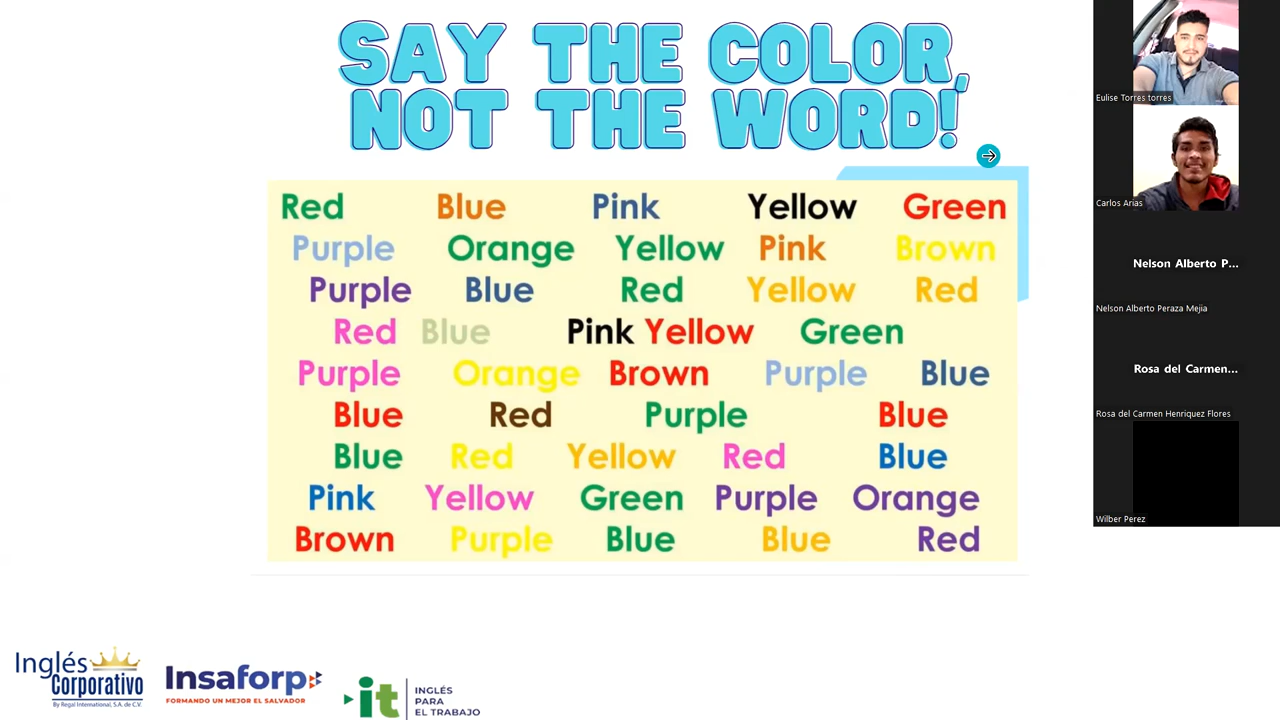 SAY THE COLOR,
NOT THE WORD!
Red Blue Pink Yellow Green
Purple Orange Yellow Pink Brown
Purple Blue Red Yellow Red
Red Blue Pink Yellow Green
Purple Orange Brown Purple Blue
Blue Red Purple Blue
Blue Red Yellow Red Blue
Pink Yellow Green Purple Orange
Brown Purple Blue Blue Red
Eulise Torres torres
Carlos Arias
Nelson Alberto P...
Nelson Alberto Peraza Mejia
Rosa del Carmen...
Rosa del Carmen Henriquez Flores
Wilber Perez
Inglés
Corporativo
By Regal International, S.A. de C.V.
Insaforp
FORMANDO UN MEJOR EL SALVADOR
it
INGLÉS
PARA
EL TRABAJO